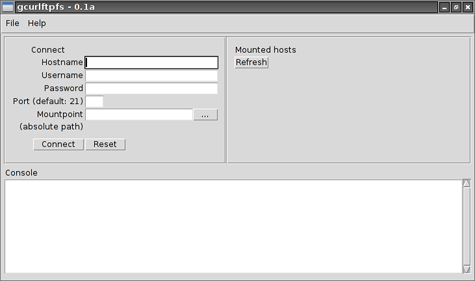 gcurlftpfs - 0.1a
File Help
Connect
Hostname
Username
Password
Port (default: 21)
Mountpoint ...
(absolute path)
Connect Reset
Mounted hosts
Refresh
Console